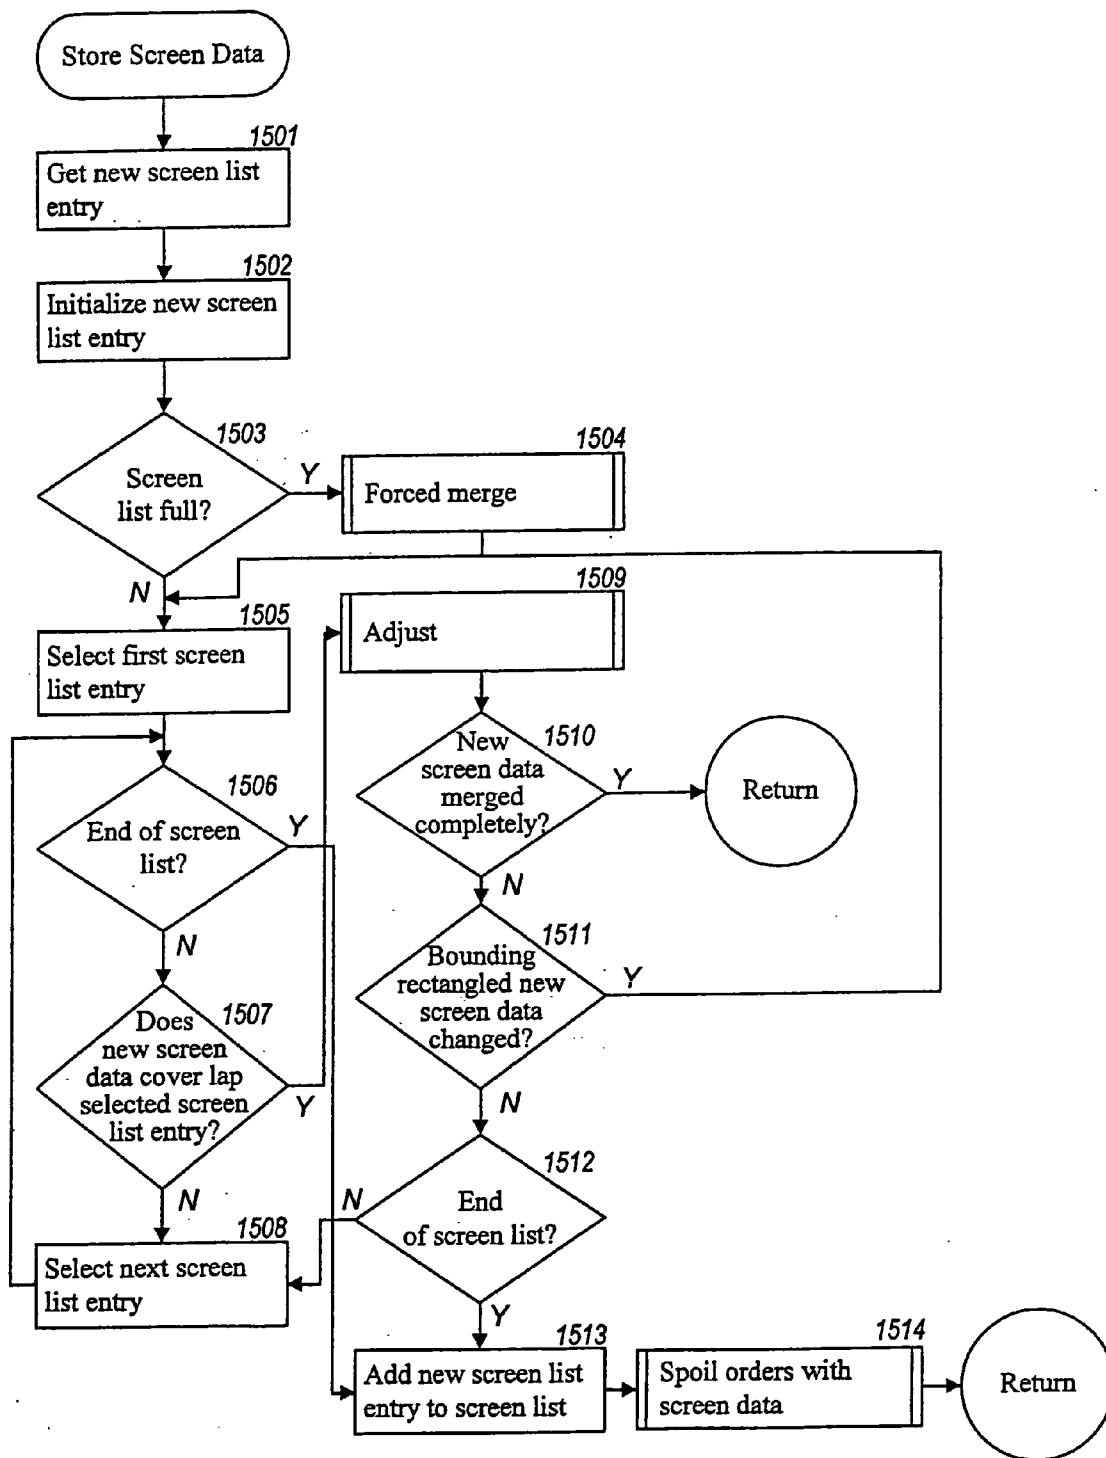 Store Screen Data
1501
Get new screen list
entry
1502
Initialize new screen
list entry
1503
Screen
list full?
Y
N
1504
Forced merge
1505
Select first screen
list entry
1506
End of screen
list?
Y
N
1507
Does
new screen
data cover lap
selected screen
list entry?
Y
N
1508
Select next screen
list entry
1509
Adjust
1510
New
screen data
merged
completely?
Y
N
Return
1511
Bounding
rectangled new
screen data
changed?
Y
N
1512
End
of screen list?
N
Y
1513
Add new screen list
entry to screen list
1514
Spoil orders with
screen data
Return